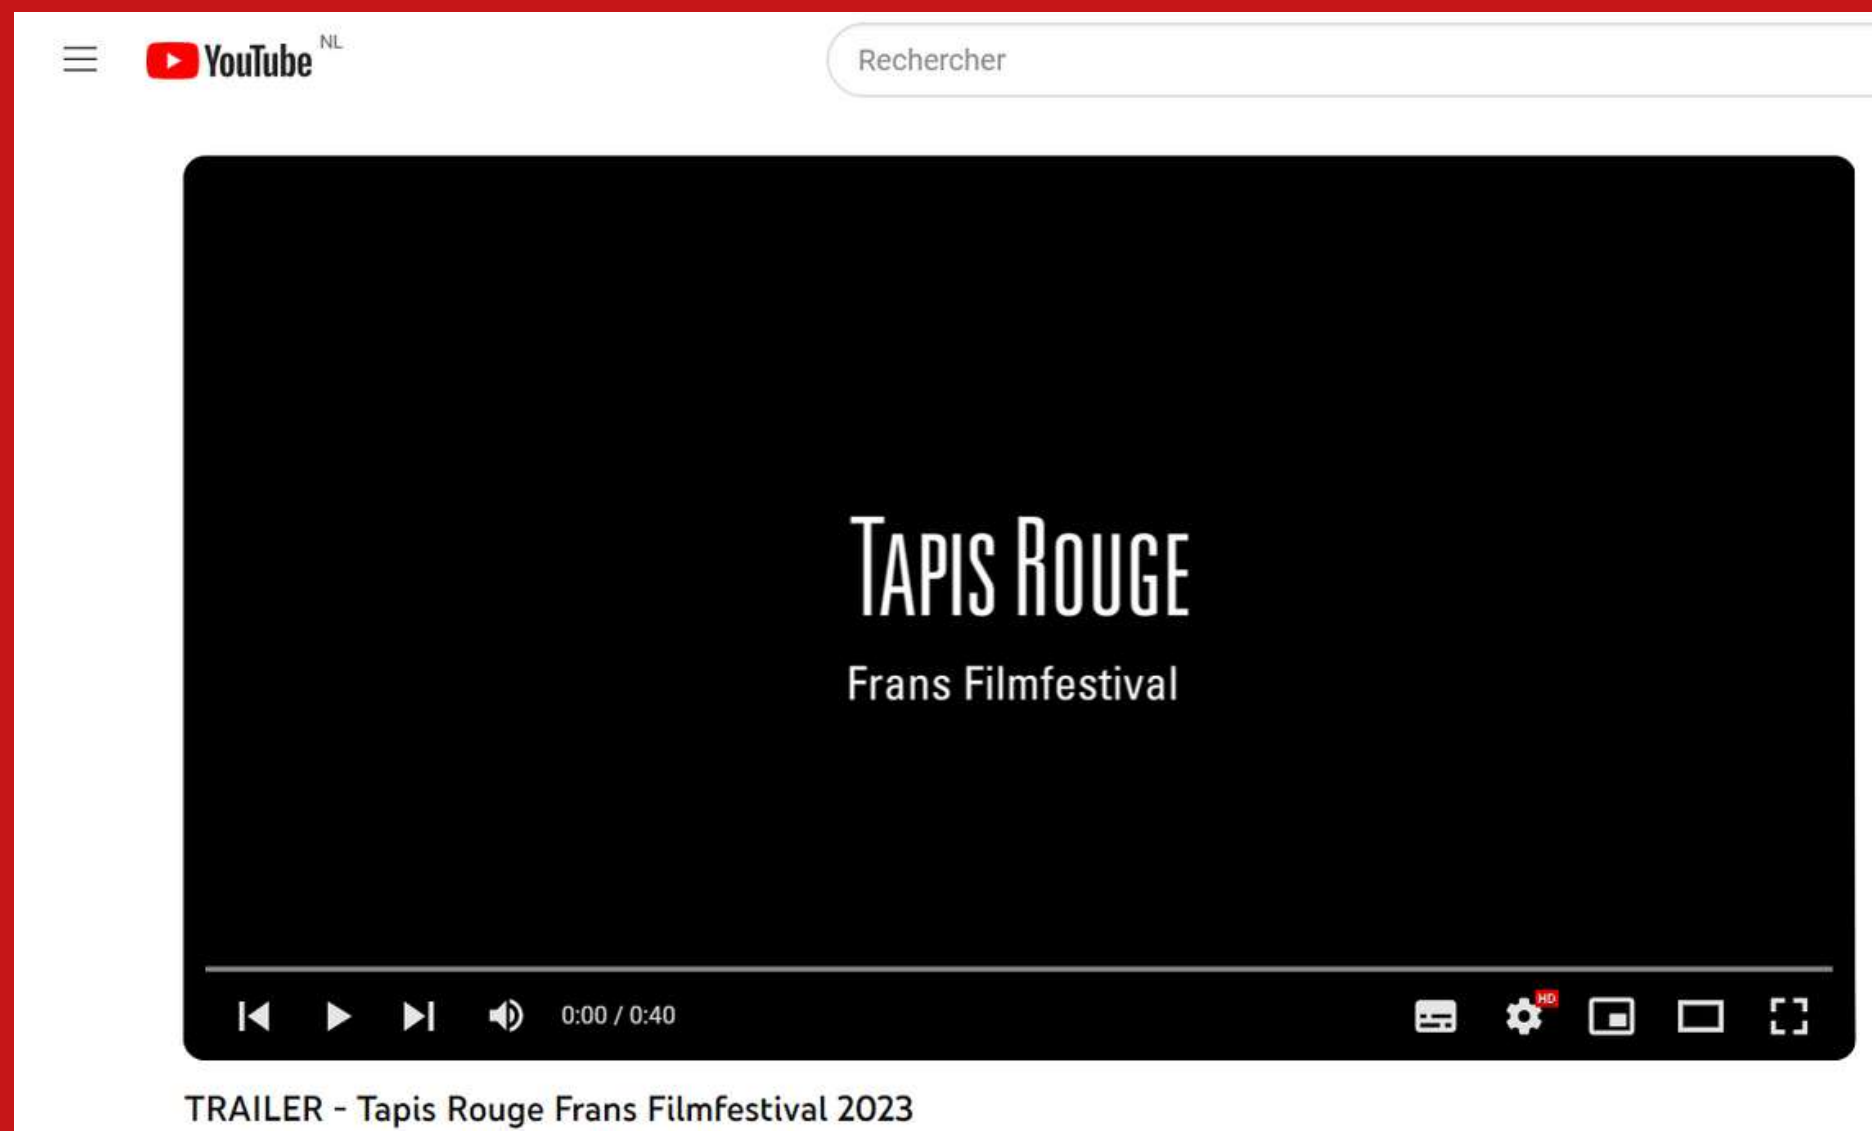 YouTube NL
Rechercher
TAPIS ROUGE
Frans Filmfestival
0:00 / 0:40
HD
TRAILER - Tapis Rouge Frans Filmfestival 2023